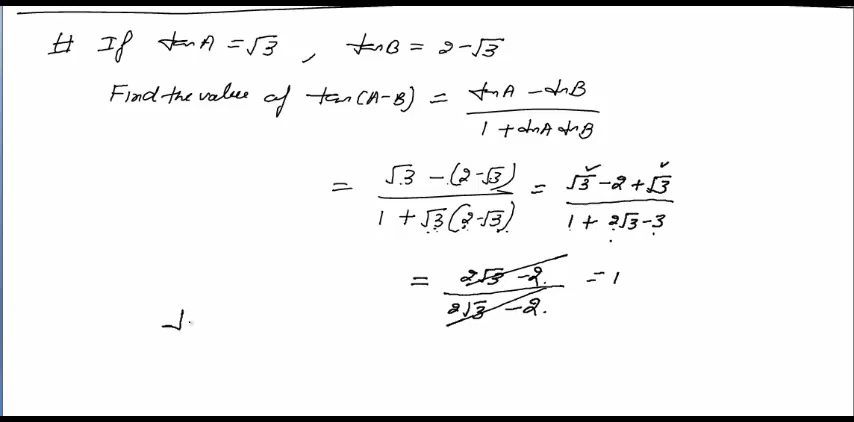 # If tanA = √3 , tanB = 2-√3
Find the value of tan(A-B) = (tanA - tanB) / (1 + tanA tanB)
= (√3 - (2-√3)) / (1 + √3(2-√3)) = (√3 - 2 + √3) / (1 + 2√3 - 3)
= (2√3 - 2) / (2√3 - 2) = 1